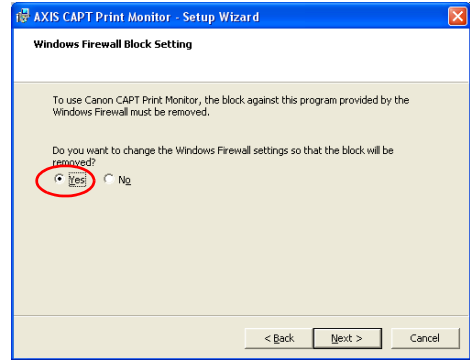 AXIS CAPT Print Monitor - Setup Wizard
Windows Firewall Block Setting
To use Canon CAPT Print Monitor, the block against this program provided by the
Windows Firewall must be removed.
Do you want to change the Windows Firewall settings so that the block will be
removed?
Yes No
< Back Next > Cancel